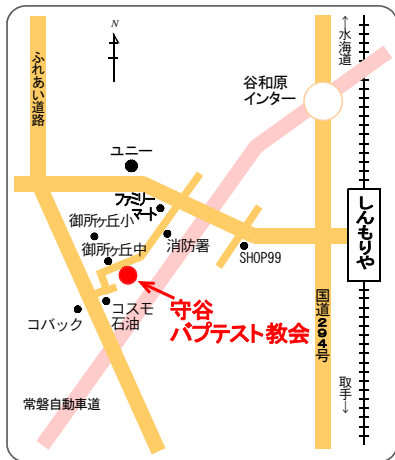 N
←水海道
ふれあい道路
谷和原
インター
ユニー
ファミリー
マート
しんもりや
御所ケ丘小
消防署
御所ケ丘中
SHOP99
コスモ
石油
コバック
守谷
バプテスト教会
国道294号
常磐自動車道
取手→